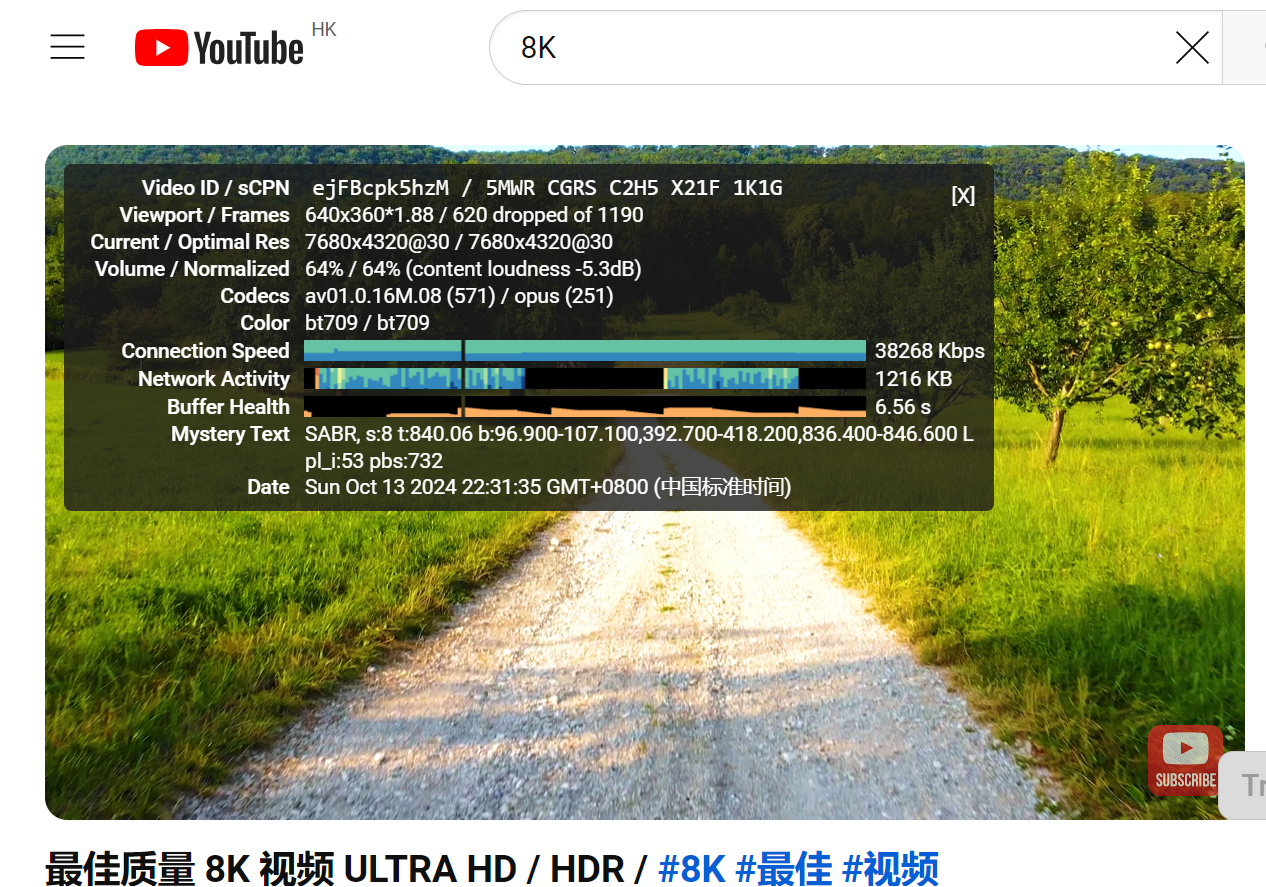 YouTube HK
8K
Video ID / sCPN ejFBcpk5hzM / 5MWR CGRS C2H5 X21F 1K1G
[X]
Viewport / Frames 640x360*1.88 / 620 dropped of 1190
Current / Optimal Res 7680x4320@30 / 7680x4320@30
Volume / Normalized 64% / 64% (content loudness -5.3dB)
Codecs av01.0.16M.08 (571) / opus (251)
Color bt709 / bt709
Connection Speed 38268 Kbps
Network Activity 1216 KB
Buffer Health 6.56 s
Mystery Text SABR, s:8 t:840.06 b:96.900-107.100,392.700-418.200,836.400-846.600 L
pl_i:53 pbs:732
Date Sun Oct 13 2024 22:31:35 GMT+0800 (中国标准时间)
SUBSCRIBE
最佳质量 8K 视频 ULTRA HD / HDR / #8K #最佳 #视频